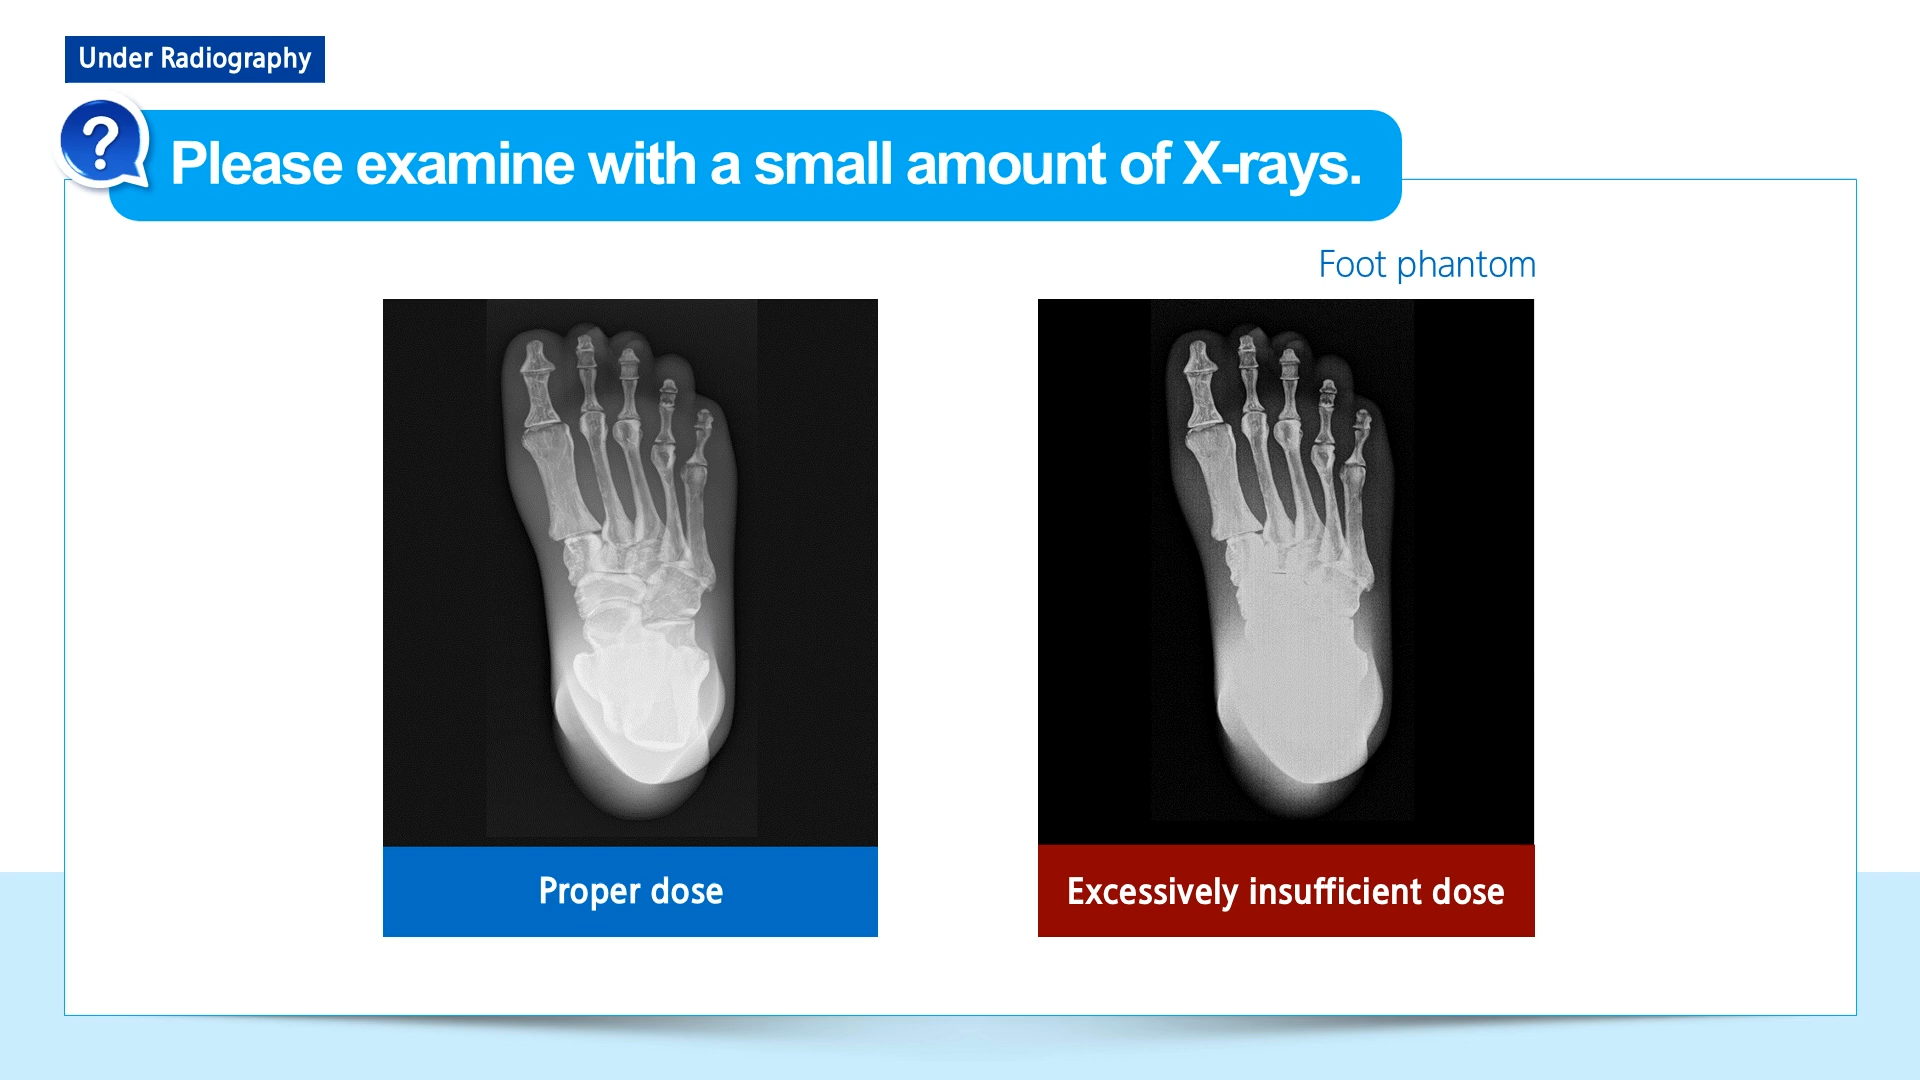 Under Radiography
?
Please examine with a small amount of X-rays.
Foot phantom
Proper dose
Excessively insufficient dose